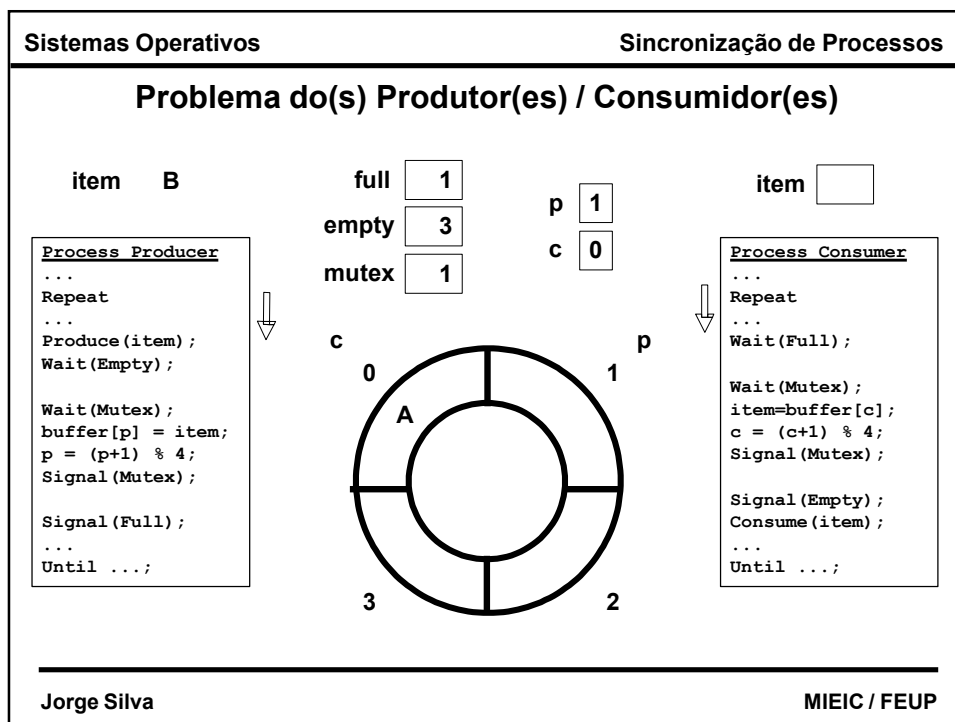 Sistemas Operativos Sincronização de Processos
Problema do(s) Produtor(es) / Consumidor(es)
item B
full 1
empty 3
mutex 1
p 1
c 0
item
Process Producer
...
Repeat
...
Produce(item);
Wait(Empty);
Wait(Mutex);
buffer[p] = item;
p = (p+1) % 4;
Signal(Mutex);
Signal(Full);
...
Until ...;
c
0
A
p
1
3
2
Process Consumer
...
Repeat
...
Wait(Full);
Wait(Mutex);
item=buffer[c];
c = (c+1) % 4;
Signal(Mutex);
Signal(Empty);
Consume(item);
...
Until ...;
Jorge Silva MIEIC / FEUP